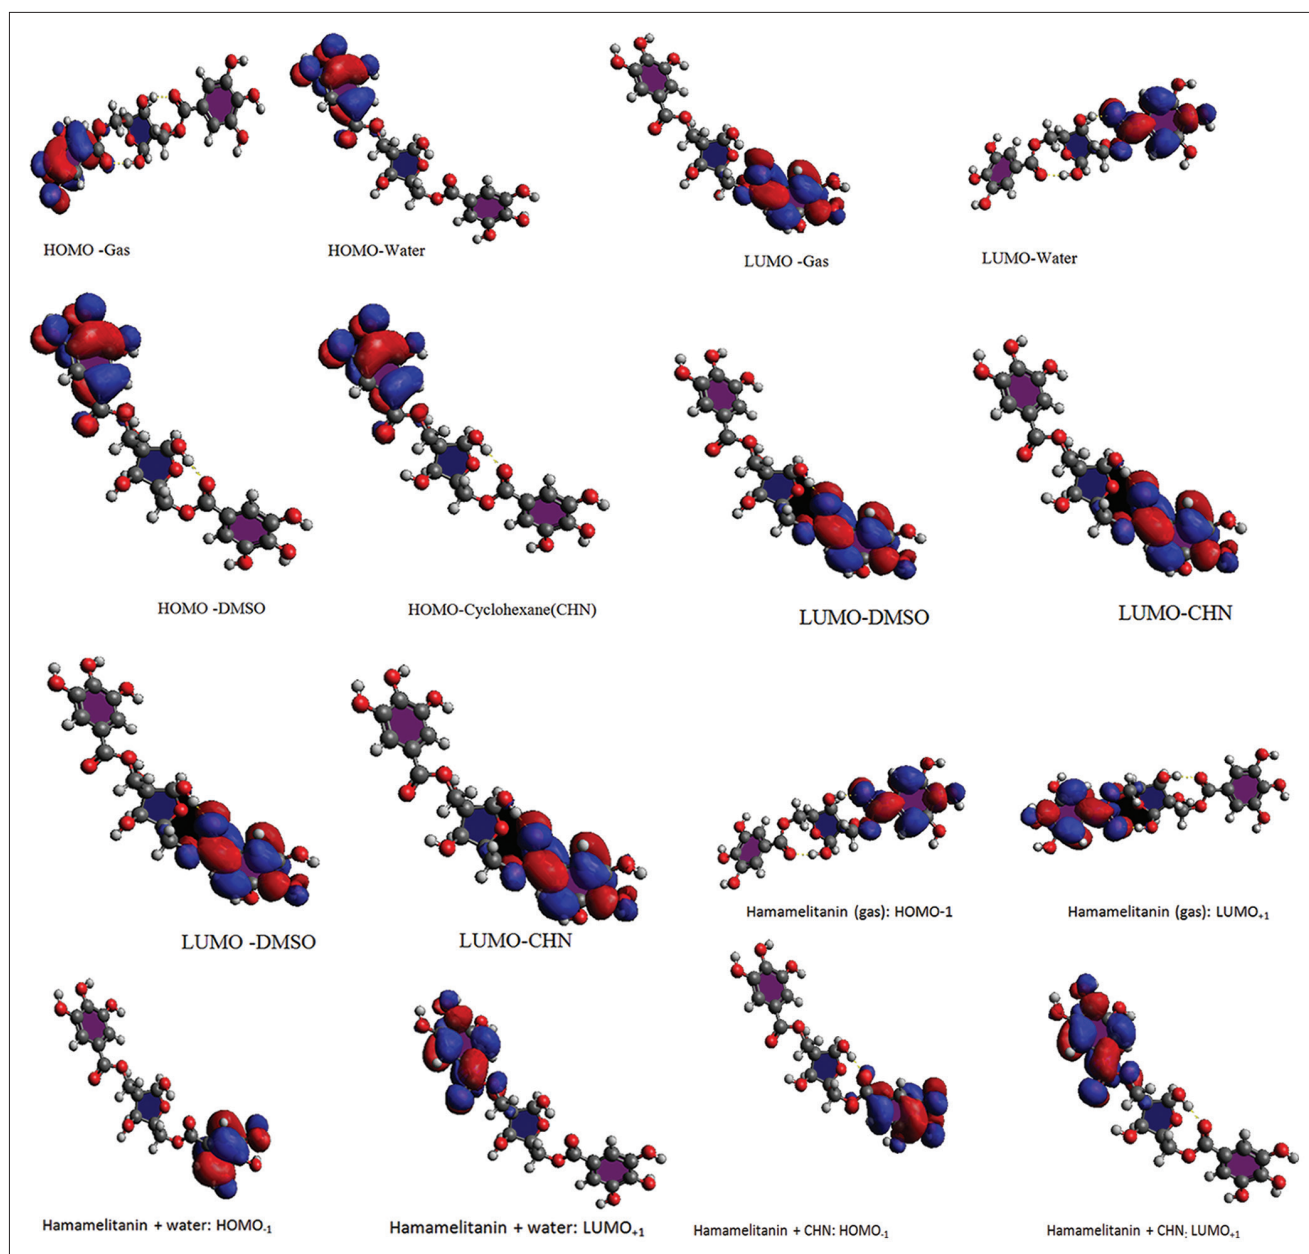 HOMO -Gas
HOMO-Water
LUMO -Gas
LUMO-Water
HOMO -DMSO
HOMO-Cyclohexane(CHN)
LUMO-DMSO
LUMO-CHN
LUMO -DMSO
LUMO-CHN
Hamamelitanin (gas): HOMO-1
Hamamelitanin (gas): LUMO+1
Hamamelitanin + water: HOMO-1
Hamamelitanin + water: LUMO+1
Hamamelitanin + CHN: HOMO-1
Hamamelitanin + CHN: LUMO+1